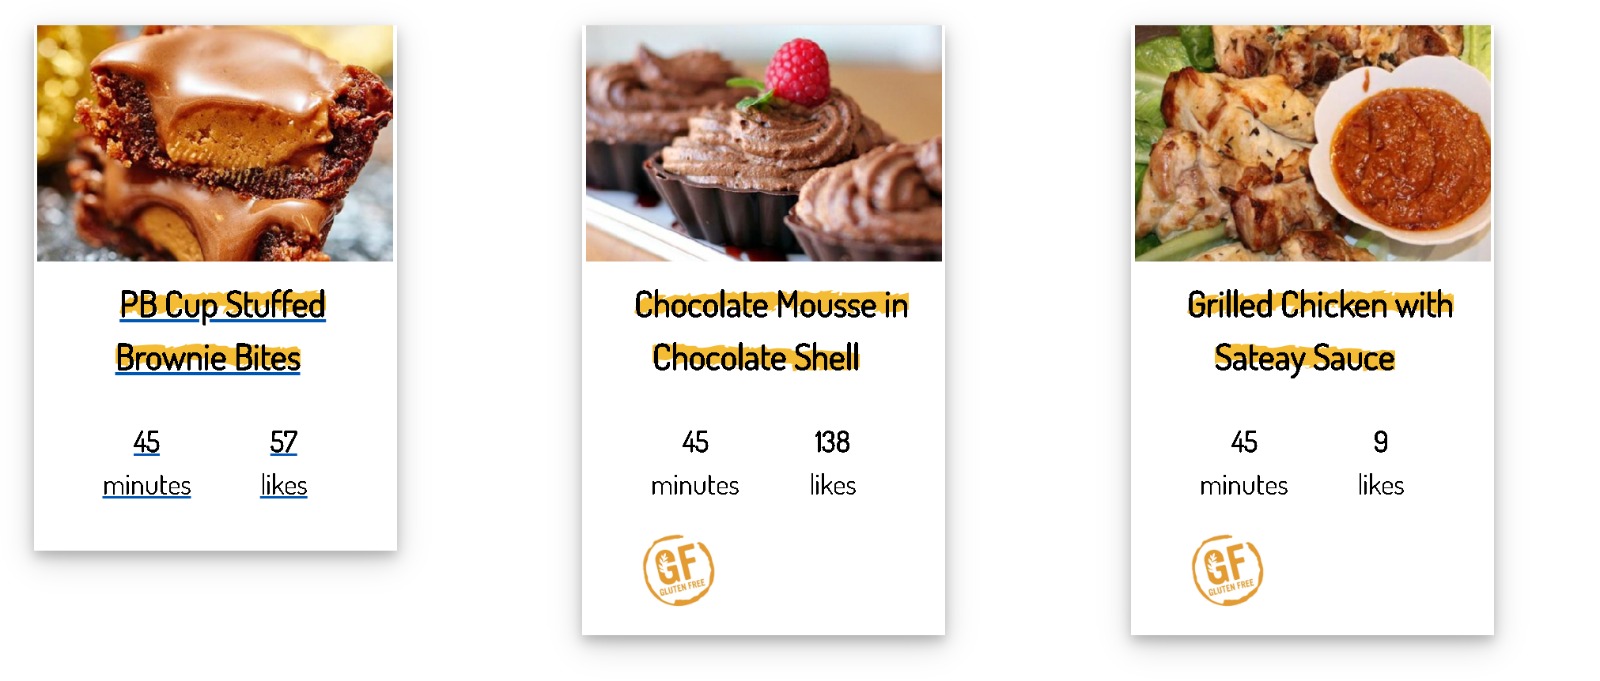 PB Cup Stuffed
Brownie Bites
45
minutes
57
likes
Chocolate Mousse in
Chocolate Shell
45
minutes
138
likes
GF
GLUTEN FREE
Grilled Chicken with
Sateay Sauce
45
minutes
9
likes
GF
GLUTEN FREE